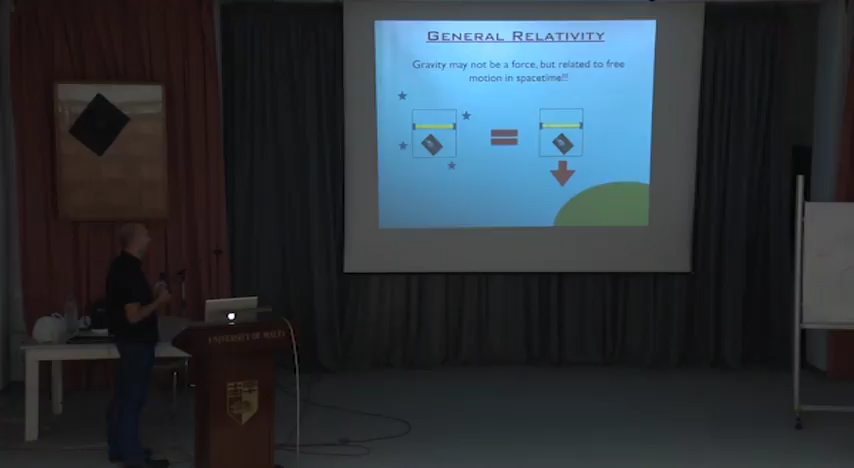 GENERAL RELATIVITY
Gravity may not be a force, but related to free
motion in spacetime!!!
UNIVERSITY OF MALTA